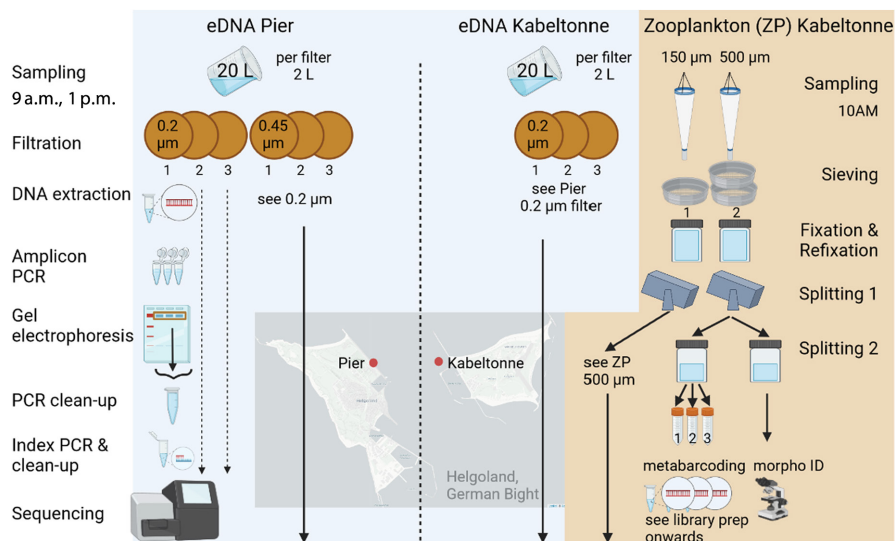 eDNA Pier
eDNA Kabeltonne
Zooplankton (ZP) Kabeltonne
Sampling
9 a.m., 1 p.m.
20 L
per filter
2 L
20 L
per filter
2 L
150 µm
500 µm
Sampling
10AM
Filtration
0.2
µm
0.45
µm
0.2
µm
1 2 3
1 2 3
1 2 3
Sieving
1
2
DNA extraction
see 0.2 µm
see Pier
0.2 µm filter
Fixation &
Refixation
Amplicon
PCR
Splitting 1
Gel
electrophoresis
Pier
Kabeltonne
see ZP
500 µm
Splitting 2
PCR clean-up
1 2 3
Index PCR &
clean-up
Helgoland,
German Bight
metabarcoding
morpho ID
see library prep
onwards
Sequencing